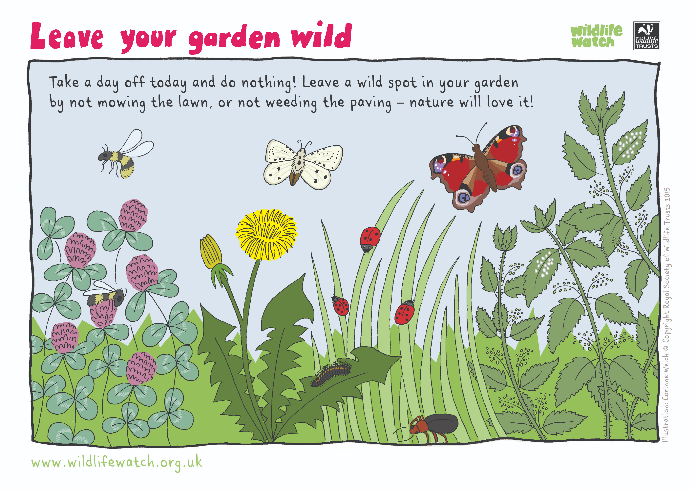 Leave your garden wild
wildlife
watch
wildlife
TRUSTS
Take a day off today and do nothing! Leave a wild spot in your garden
by not mowing the lawn, or not weeding the paving – nature will love it!
Illustration: Corinne Welch © Copyright Royal Society of Wildlife Trusts 2015
www.wildlifewatch.org.uk